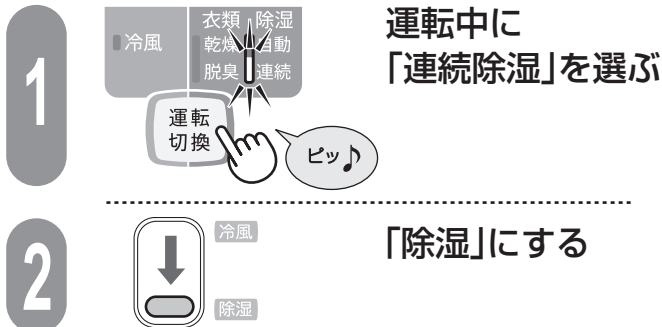 1
運転中に
「連続除湿」を選ぶ
冷風
衣類 除湿
乾燥 自動
脱臭 連続
運転
切換
ピッ♪
2
「除湿」にする
冷風
除湿